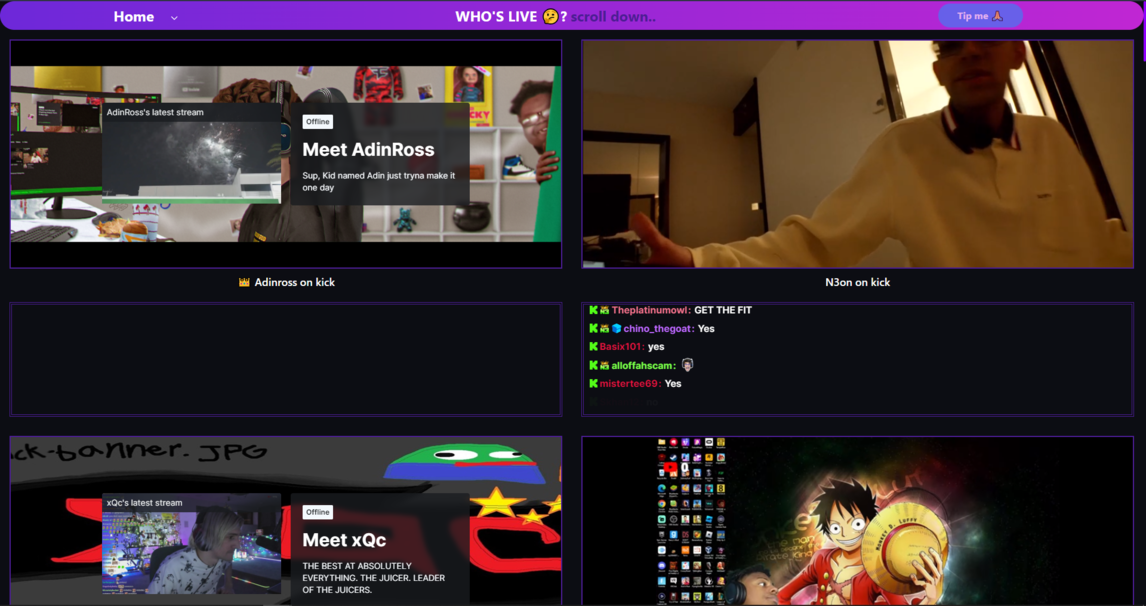 Home
WHO'S LIVE 🤔? scroll down..
Tip me 🙏🏽
AdinRoss's latest stream
Offline
Meet AdinRoss
Sup, Kid named Adin just tryna make it
one day
👑 Adinross on kick
N3on on kick
Theplatinumowl: GET THE FIT
chino_thegoat: Yes
Basix101: yes
alloffahscam:
mistertee69: Yes
ck-banner.JPG
xQc's latest stream
Offline
Meet xQc
THE BEST AT ABSOLUTELY
EVERYTHING. THE JUICER. LEADER
OF THE JUICERS.